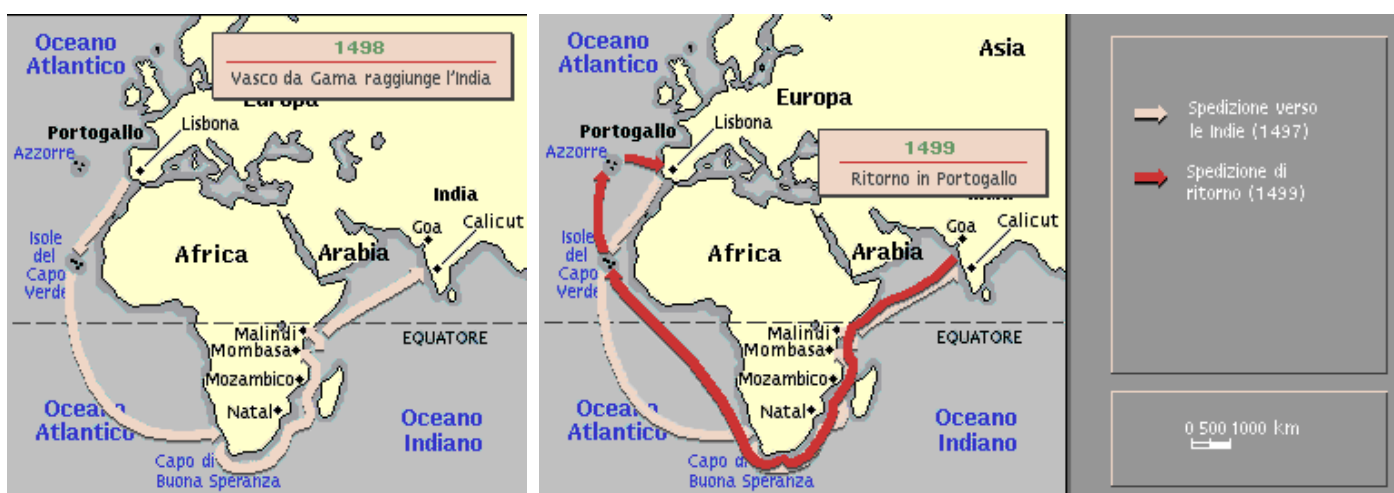 Oceano
Atlantico
1498
Vasco da Gama raggiunge l'India
Europa
Portogallo
Lisbona
Azzorre
India
Goa
Calicut
Isole
del
Capo
Verde
Africa
Arabia
Malindi
Mombasa
EQUATORE
Mozambico
Natal
Oceano
Atlantico
Oceano
Indiano
Capo di
Buona Speranza
Oceano
Atlantico
Asia
Europa
Portogallo
Lisbona
Azzorre
1499
Ritorno in Portogallo
Goa
Calicut
Isole
del
Capo
Verde
Africa
Arabia
Malindi
Mombasa
EQUATORE
Mozambico
Natal
Oceano
Atlantico
Oceano
Indiano
Capo di
Buona Speranza
Spedizione verso
le Indie (1497)
Spedizione di
ritorno (1499)
0 500 1000 km